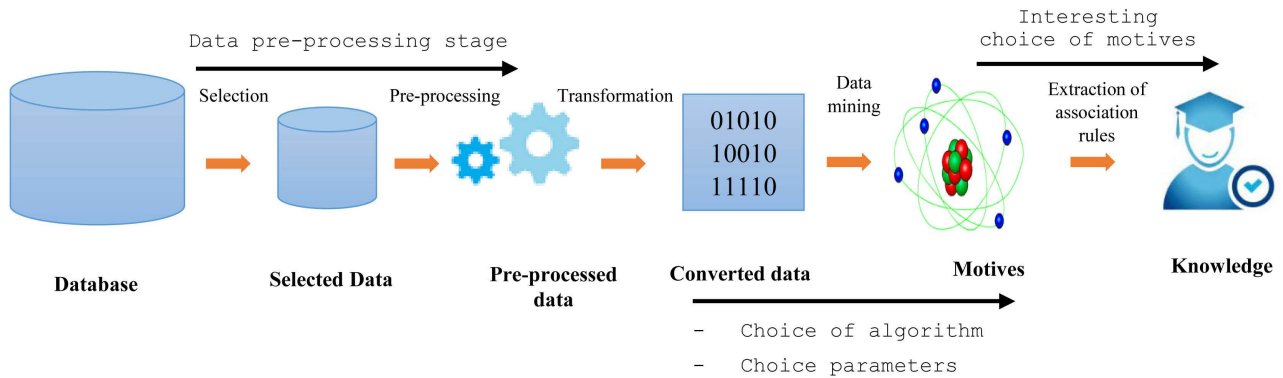 Data pre-processing stage
Interesting
choice of motives
Selection
Pre-processing
Transformation
Data
mining
Extraction of
association
rules
01010
10010
11110
Database
Selected Data
Pre-processed
data
Converted data
Motives
Knowledge
- Choice of algorithm
- Choice parameters